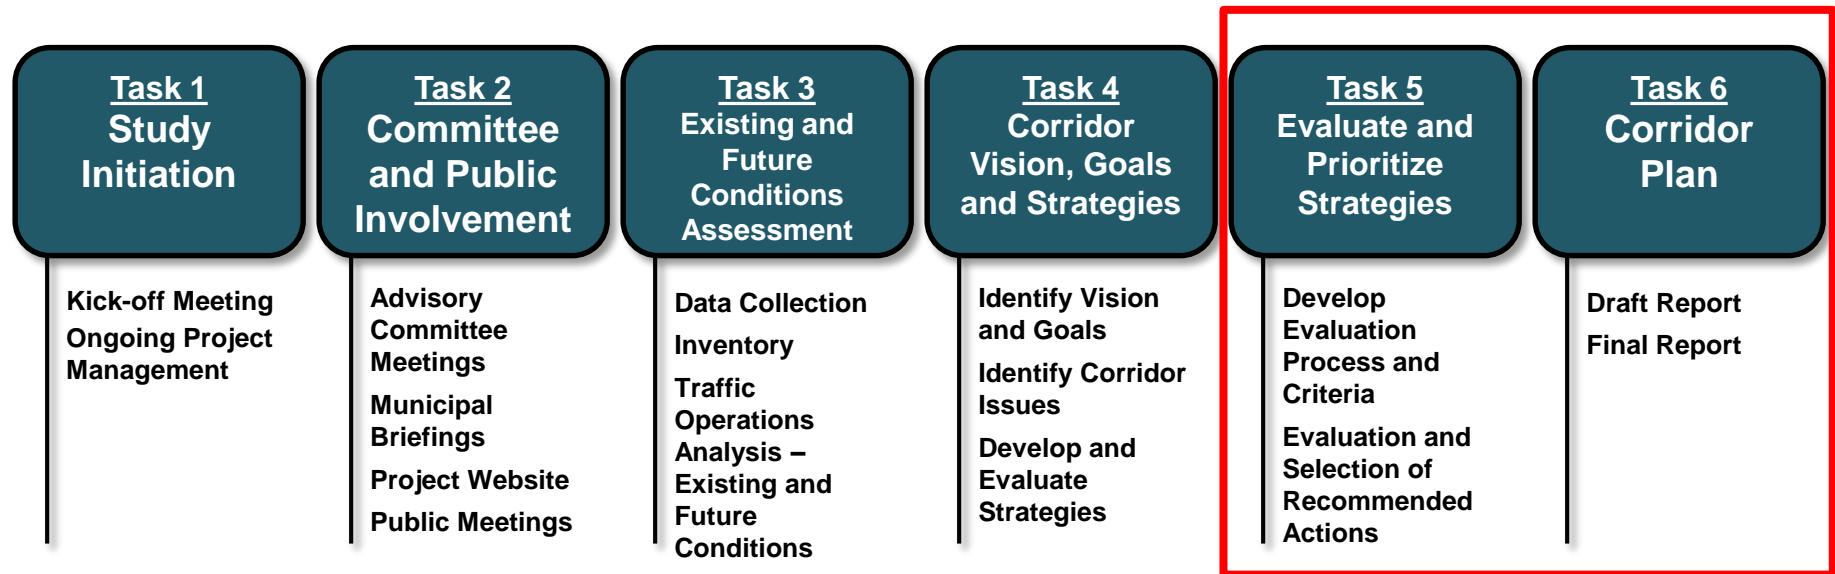 Task 1
Study
Initiation
Kick-off Meeting
Ongoing Project
Management
Task 2
Committee
and Public
Involvement
Advisory
Committee
Meetings
Municipal
Briefings
Project Website
Public Meetings
Task 3
Existing and
Future
Conditions
Assessment
Data Collection
Inventory
Traffic
Operations
Analysis –
Existing and
Future
Conditions
Task 4
Corridor
Vision, Goals
and Strategies
Identify Vision
and Goals
Identify Corridor
Issues
Develop and
Evaluate
Strategies
Task 5
Evaluate and
Prioritize
Strategies
Develop
Evaluation
Process and
Criteria
Evaluation and
Selection of
Recommended
Actions
Task 6
Corridor
Plan
Draft Report
Final Report